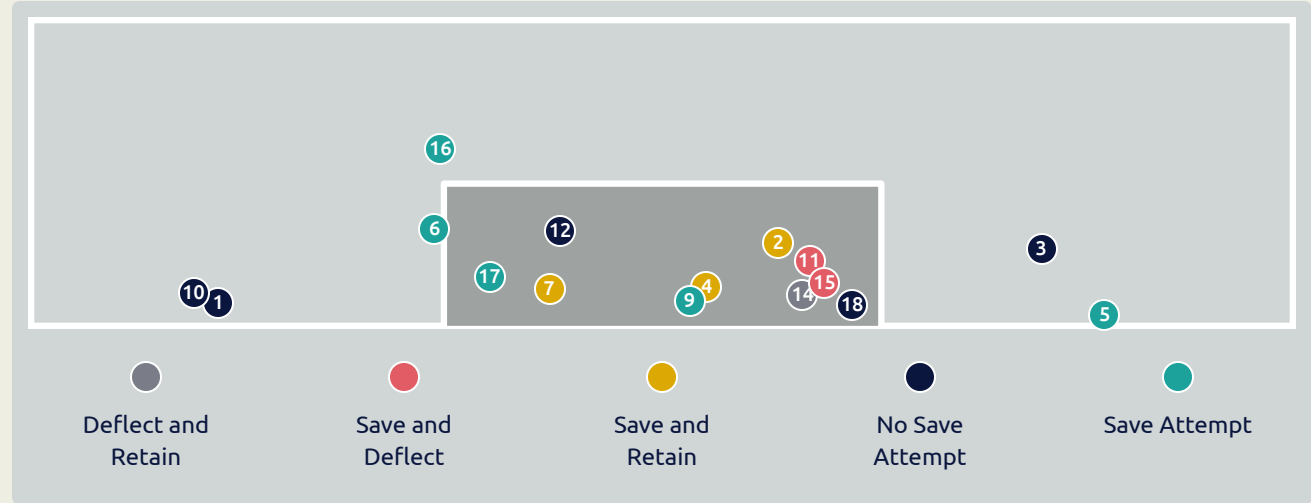 16
6
12
2
3
11
17
15
7
4
10
14
9
1
18
5
Deflect and
Retain
Save and
Deflect
Save and
Retain
No Save
Attempt
Save Attempt